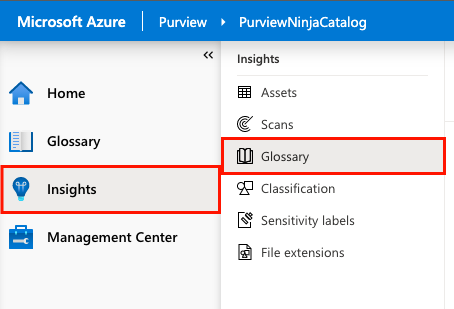 Microsoft Azure Purview PurviewNinjaCatalog
Home
Glossary
Insights
Management Center
Insights
Assets
Scans
Glossary
Classification
Sensitivity labels
File extensions